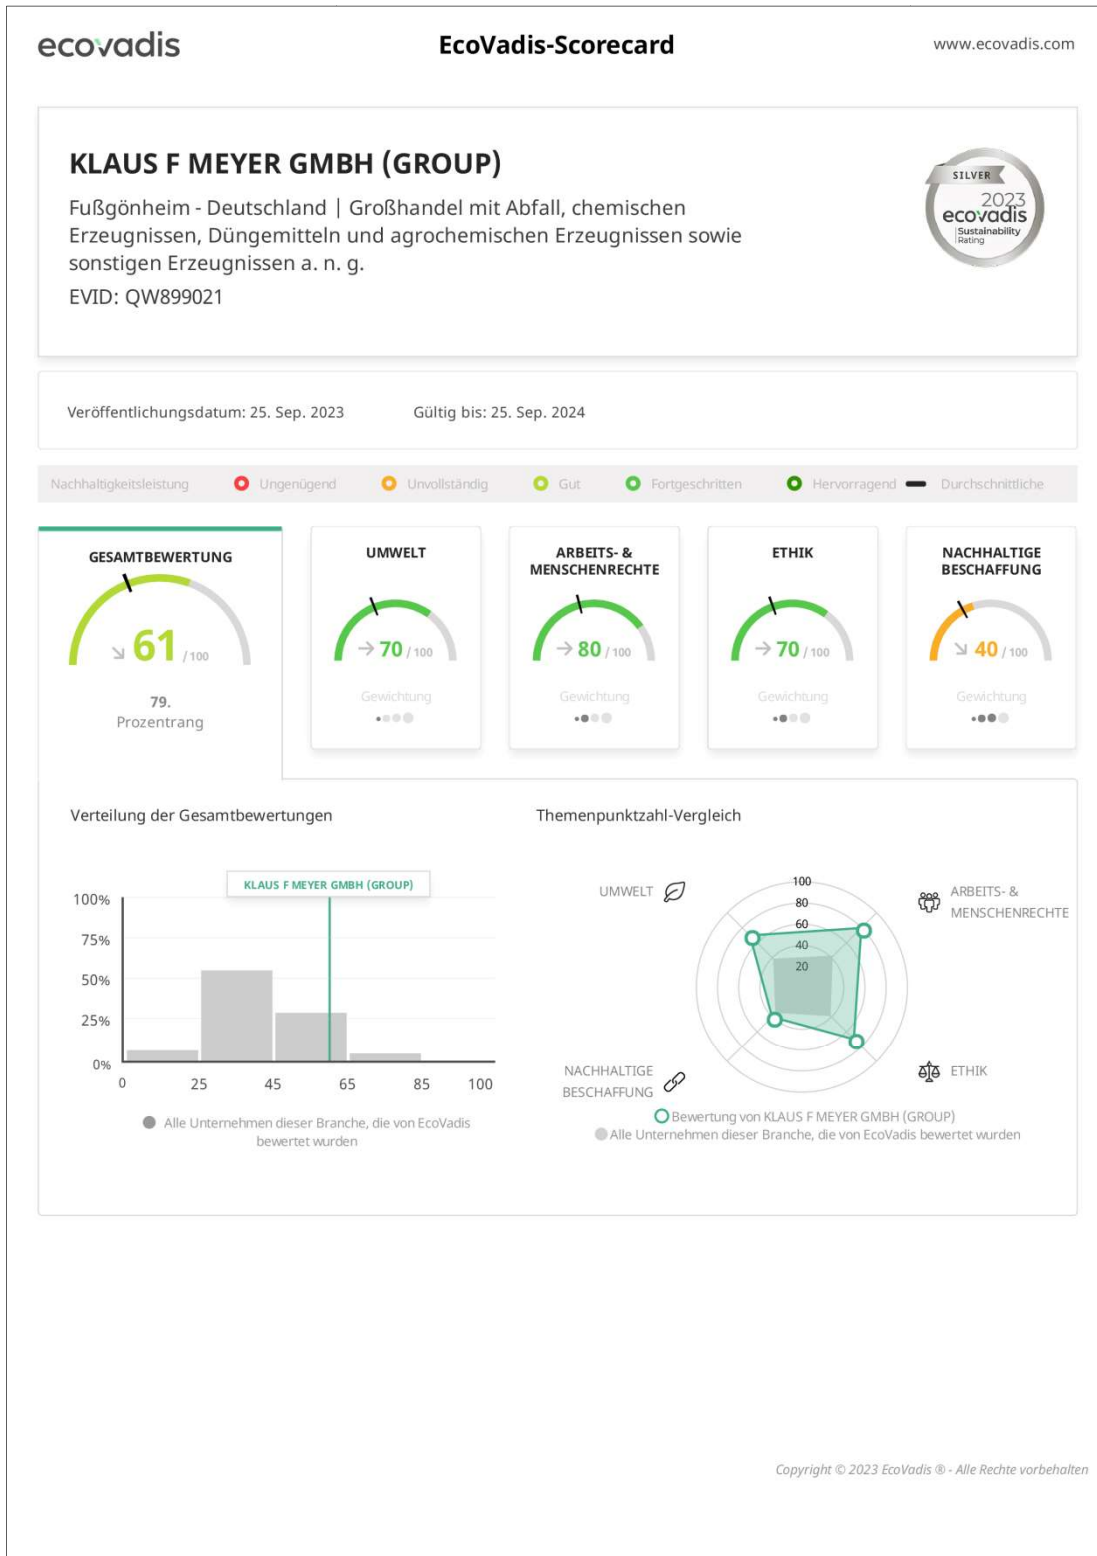 ecovadis
EcoVadis-Scorecard
www.ecovadis.com
KLAUS F MEYER GMBH (GROUP)
Fußgönheim - Deutschland | Großhandel mit Abfall, chemischen
Erzeugnissen, Düngemitteln und agrochemischen Erzeugnissen sowie
sonstigen Erzeugnissen a. n. g.
EVID: QW899021
SILVER
2023
ecovadis
Sustainability
Rating
Veröffentlichungsdatum: 25. Sep. 2023
Gültig bis: 25. Sep. 2024
Nachhaltigkeitsleistung
Ungenügend
Unvollständig
Gut
Fortgeschritten
Hervorragend
Durchschnittliche
GESAMTBEWERTUNG
61 / 100
79.
Prozentrang
UMWELT
70 / 100
Gewichtung
ARBEITS- &
MENSCHENRECHTE
80 / 100
Gewichtung
ETHIK
70 / 100
Gewichtung
NACHHALTIGE
BESCHAFFUNG
40 / 100
Gewichtung
Verteilung der Gesamtbewertungen
KLAUS F MEYER GMBH (GROUP)
100%
75%
50%
25%
0%
0 25 45 65 85 100
Alle Unternehmen dieser Branche, die von EcoVadis
bewertet wurden
Themenpunktzahl-Vergleich
UMWELT
ARBEITS- &
MENSCHENRECHTE
100
80
60
40
20
NACHHALTIGE
BESCHAFFUNG
ETHIK
Bewertung von KLAUS F MEYER GMBH (GROUP)
Alle Unternehmen dieser Branche, die von EcoVadis bewertet wurden
Copyright © 2023 EcoVadis ® - Alle Rechte vorbehalten